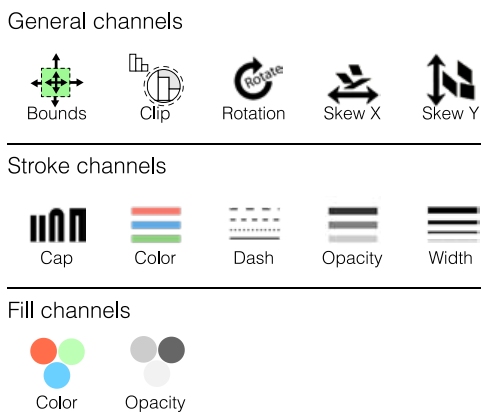 General channels
Rotate
Bounds Clip Rotation Skew X Skew Y
Stroke channels
Cap Color Dash Opacity Width
Fill channels
Color Opacity